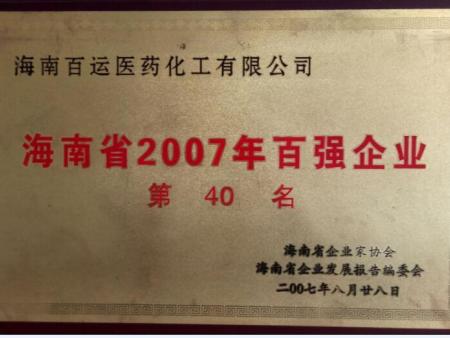 海南百运医药化工有限公司
海南省2007年百强企业
第 40 名
海南省企业家协会
海南省企业发展报告编委会
二00七年八月廿八日